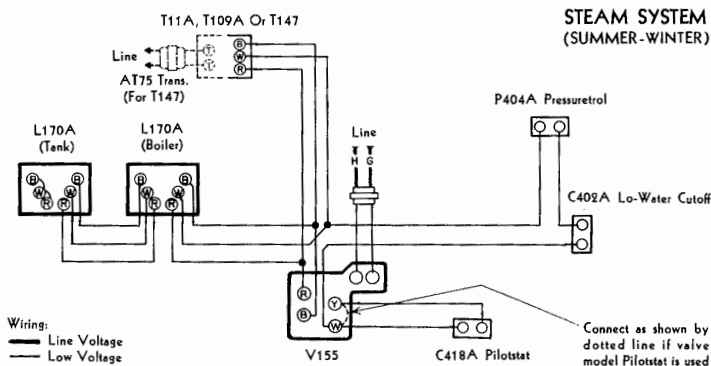 STEAM SYSTEM
(SUMMER-WINTER)
T11A, T109A Or T147
Line
T
T
B
W
R
AT75 Trans.
(For T147)
L170A
(Tank)
L170A
(Boiler)
B
W
R
R
W
B
B
W
R
R
W
B
Line
H
G
P404A Pressuretrol
C402A Lo-Water Cutoff
R
B
Y
W
V155
C418A Pilotstat
Connect as shown by
dotted line if valve
model Pilotstat is used
Wiring:
Line Voltage
Low Voltage